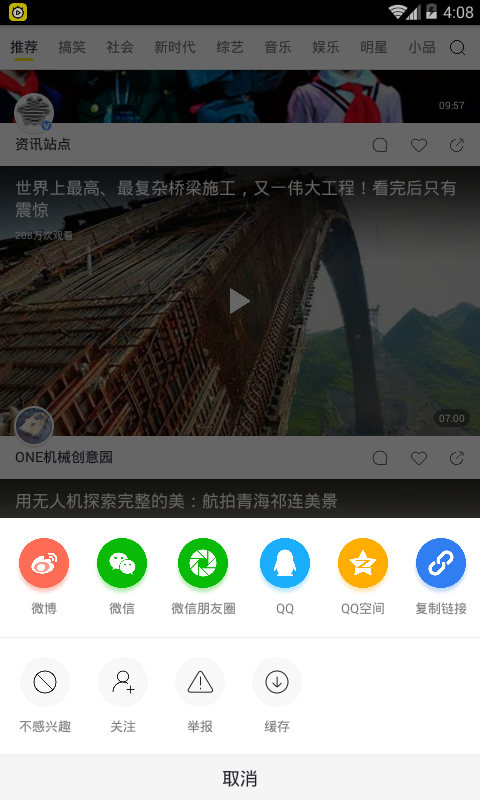 4:08
推荐 搞笑 社会 新时代 综艺 音乐 娱乐 明星 小品
09:57
资讯站点
世界上最高、最复杂桥梁施工，又一伟大工程！看完后只有
震惊
208万次观看
07:00
ONE机械创意园
用无人机探索完整的美：航拍青海祁连美景
微博 微信 微信朋友圈 QQ QQ空间 复制链接
不感兴趣 关注 举报 缓存
取消